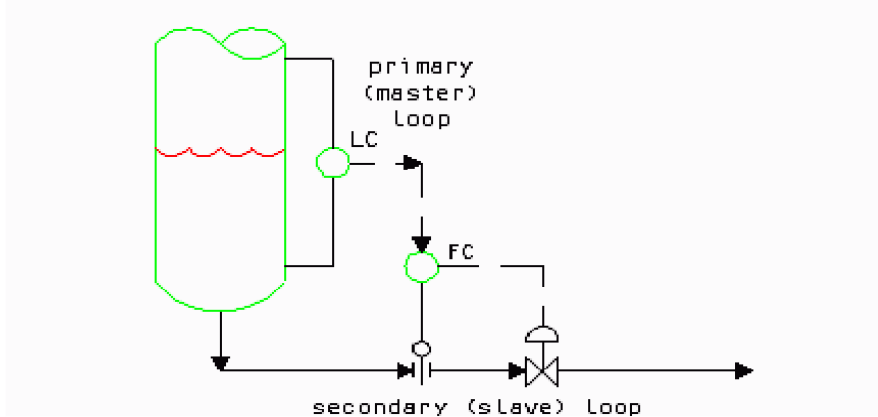 primary
(master)
loop
LC
FC
secondary (slave) loop